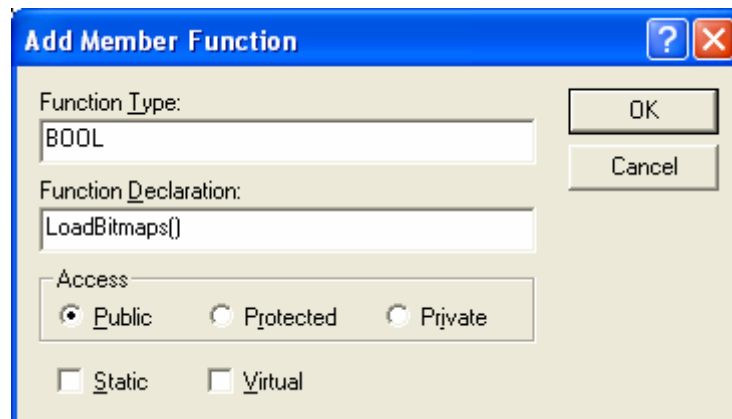 Add Member Function
Function Type:
BOOL
OK
Cancel
Function Declaration:
LoadBitmaps()
Access
Public Protected Private
Static Virtual